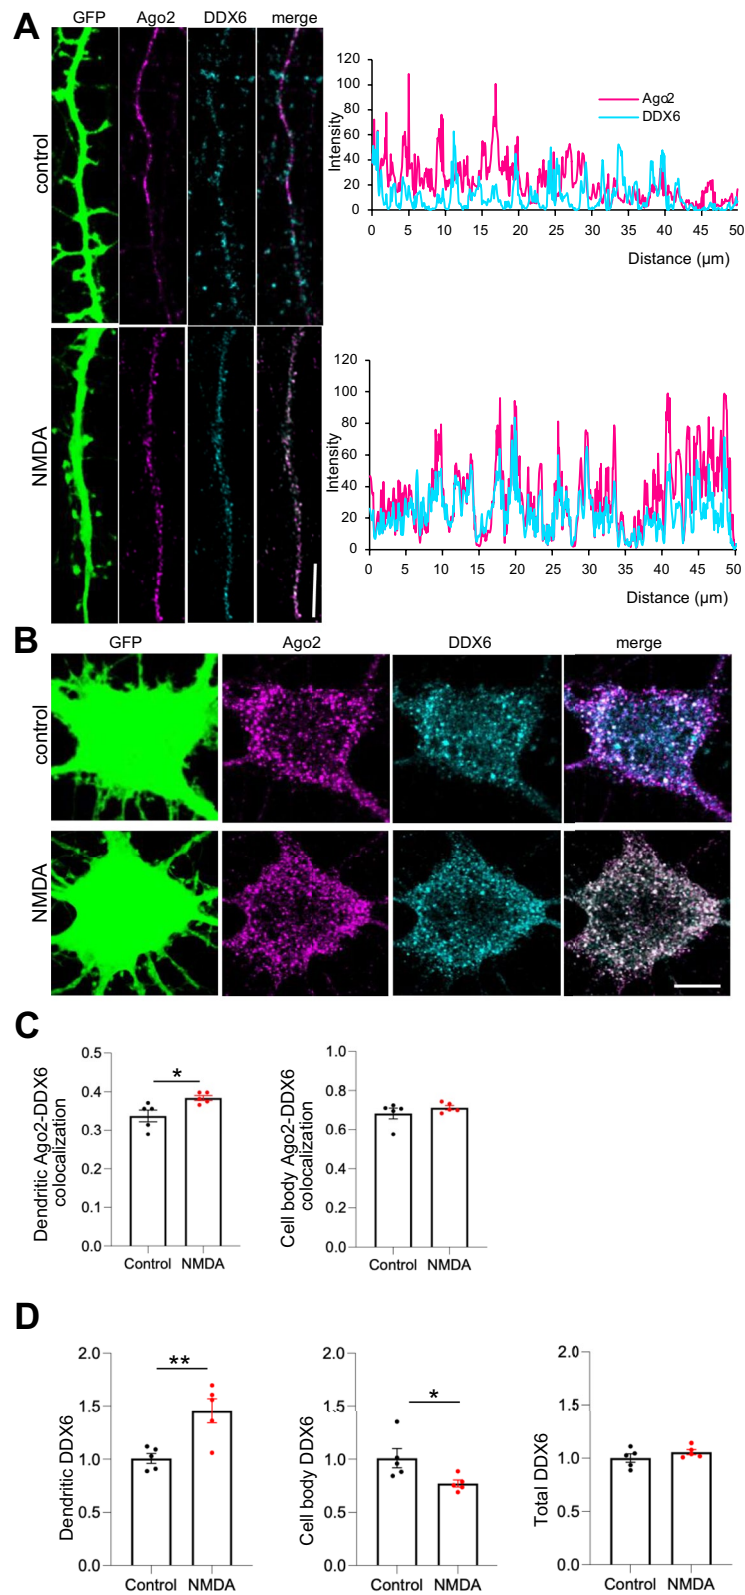 A
GFP Ago2 DDX6 merge
control
NMDA
Intensity
120
100
80
60
40
20
0
0 5 10 15 20 25 30 35 40 45 50
Distance (µm)
Ago2
DDX6
Intensity
120
100
80
60
40
20
0
0 5 10 15 20 25 30 35 40 45 50
Distance (µm)
B
GFP Ago2 DDX6 merge
control
NMDA
C
Dendritic Ago2-DDX6
colocalization
0.5
0.4
0.3
0.2
0.1
0.0
*
Control NMDA
Cell body Ago2-DDX6
colocalization
1.0
0.8
0.6
0.4
0.2
0.0
Control NMDA
D
Dendritic DDX6
2.0
1.5
1.0
0.5
0.0
**
Control NMDA
Cell body DDX6
2.0
1.5
1.0
0.5
0.0
*
Control NMDA
Total DDX6
2.0
1.5
1.0
0.5
0.0
Control NMDA